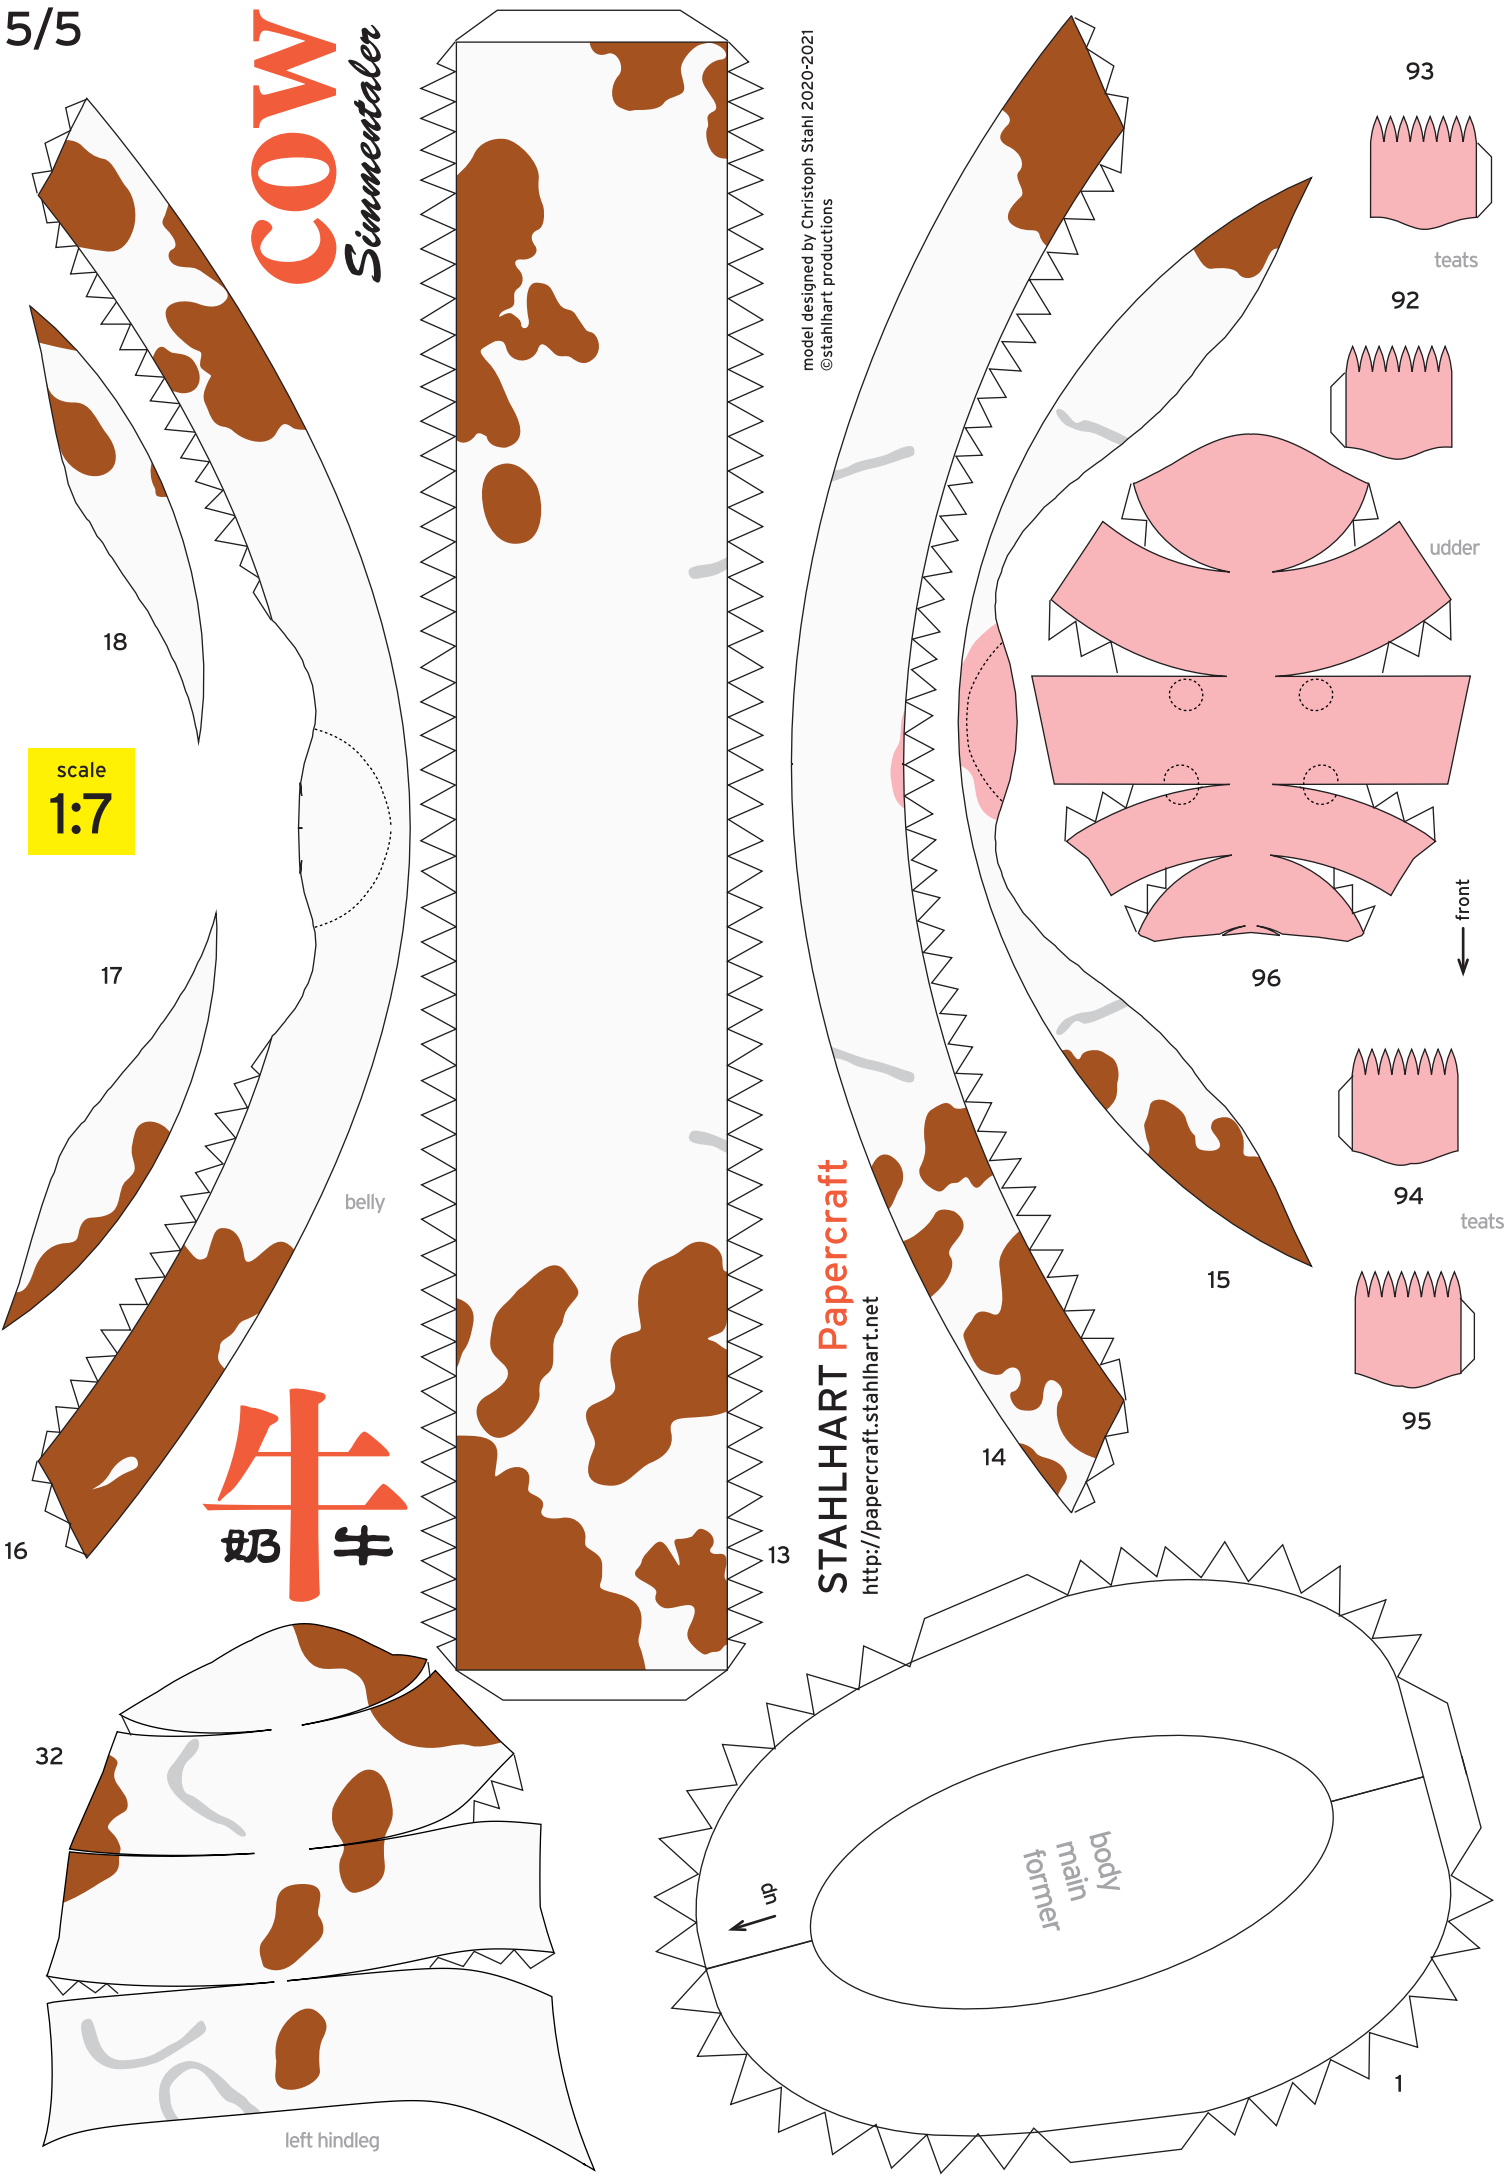 5/5
COW
Simmentaler
model designed by Christoph Stahl 2020-2021
©stahlhart productions
93
teats
92
udder
18
scale
1:7
17
front
96
belly
94
teats
15
95
14
STAHLHART Papercraft
http://papercraft.stahlhart.net
13
16
牛
奶牛
32
body
main
former
up
1
left hindleg